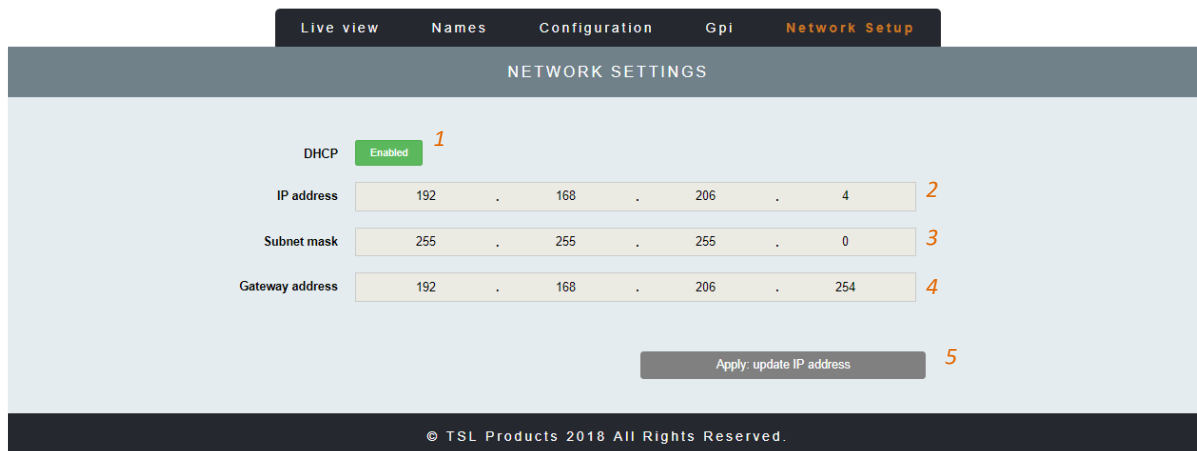 Live view Names Configuration Gpi Network Setup
NETWORK SETTINGS
DHCP Enabled 1
IP address 192 . 168 . 206 . 4 2
Subnet mask 255 . 255 . 255 . 0 3
Gateway address 192 . 168 . 206 . 254 4
Apply: update IP address 5
© TSL Products 2018 All Rights Reserved.